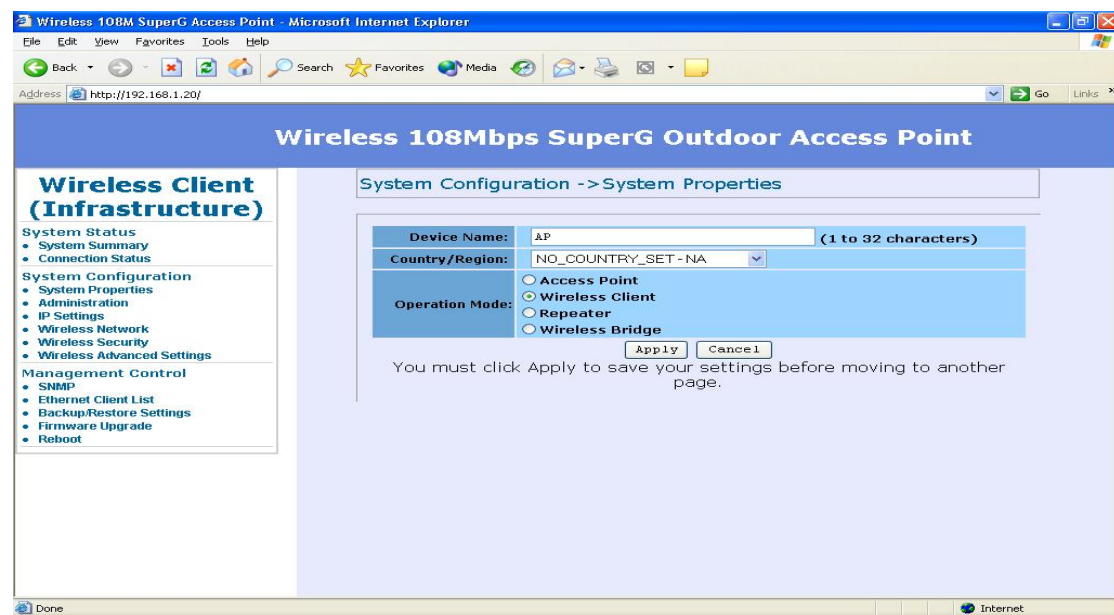 Wireless 108M SuperG Access Point - Microsoft Internet Explorer
File Edit View Favorites Tools Help
Back Search Favorites Media
Address http://192.168.1.20/ Go Links »
Wireless 108Mbps SuperG Outdoor Access Point
Wireless Client
(Infrastructure)
System Status
System Summary
Connection Status
System Configuration
System Properties
Administration
IP Settings
Wireless Network
Wireless Security
Wireless Advanced Settings
Management Control
SNMP
Ethernet Client List
Backup/Restore Settings
Firmware Upgrade
Reboot
System Configuration ->System Properties
Device Name: AP (1 to 32 characters)
Country/Region: NO_COUNTRY_SET - NA
Operation Mode:
Access Point
Wireless Client
Repeater
Wireless Bridge
Apply Cancel
You must click Apply to save your settings before moving to another
page.
Done Internet